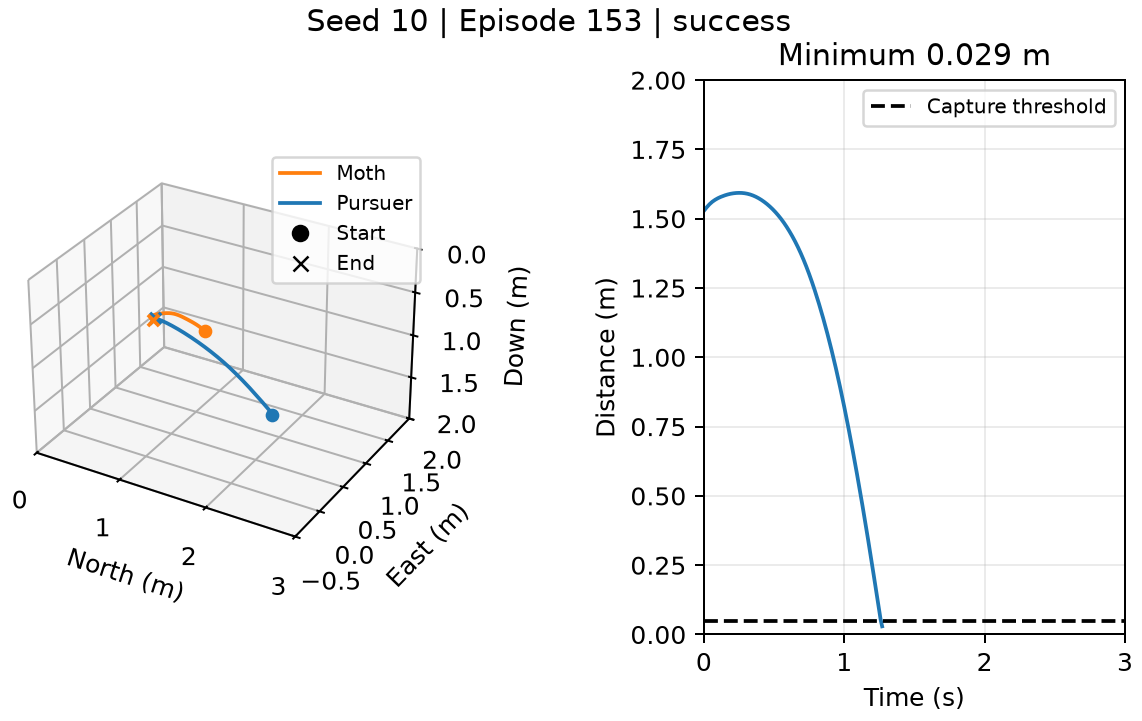 Seed 10 | Episode 153 | success
Moth
Pursuer
Start
End
0.0
0.5
1.0
1.5
2.0
Down (m)
2.0
1.5
1.0
0.5
0.0
−0.5
East (m)
0
1
2
3
North (m)
Minimum 0.029 m
Capture threshold
2.00
1.75
1.50
1.25
1.00
0.75
0.50
0.25
0.00
Distance (m)
0
1
2
3
Time (s)